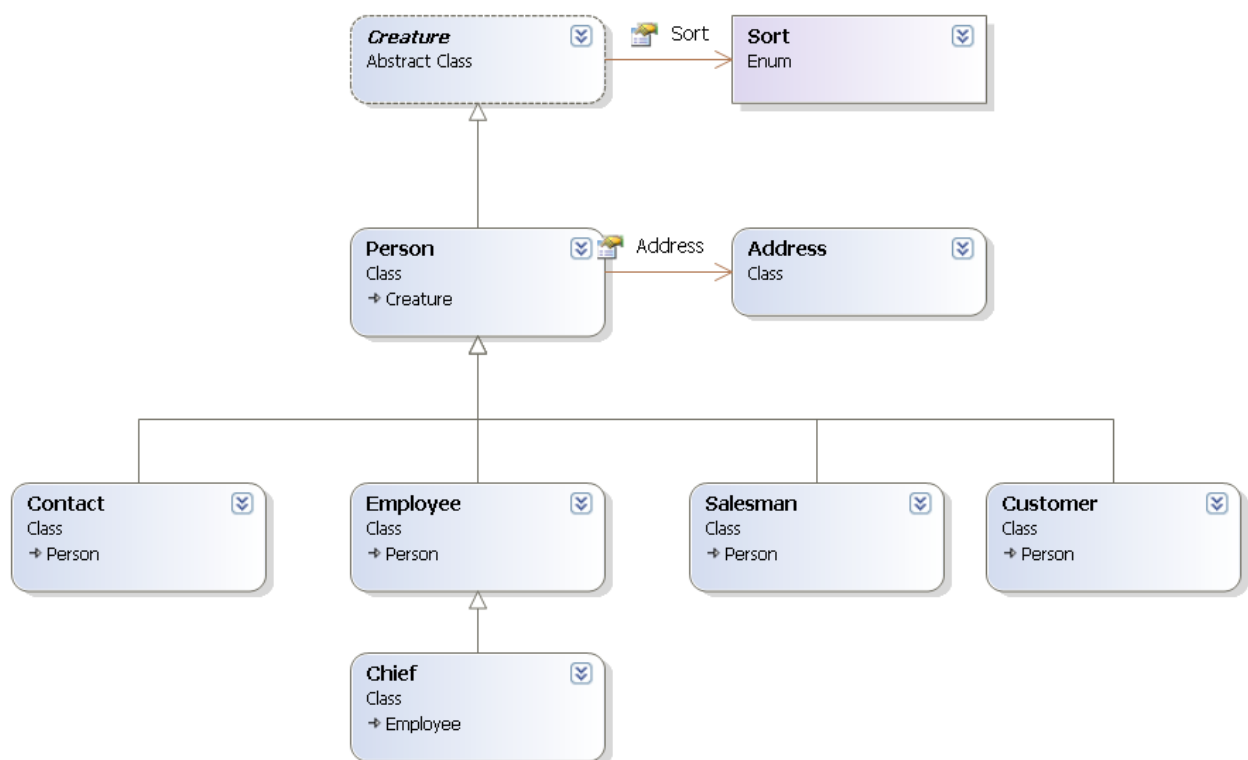 Creature
Abstract Class
Sort
Sort
Enum
Person
Class
Creature
Address
Address
Class
Contact
Class
Person
Employee
Class
Person
Salesman
Class
Person
Customer
Class
Person
Chief
Class
Employee